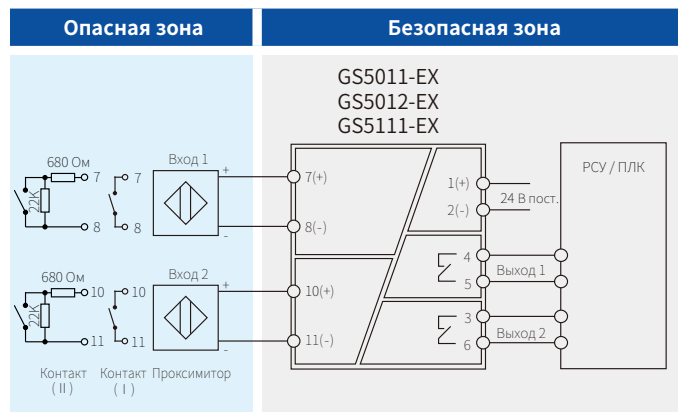 Опасная зона
Безопасная зона
GS5011-EX
GS5012-EX
GS5111-EX
680 Ом
7
7
Вход 1
+
22K
8
8
-
7(+)
8(-)
1(+)
2(-)
24 В пост.
РСУ / ПЛК
4
Выход 1
5
680 Ом
10
10
Вход 2
+
22K
11
11
-
10(+)
11(-)
3
Выход 2
6
Контакт
( II )
Контакт
( I )
Проксимитор